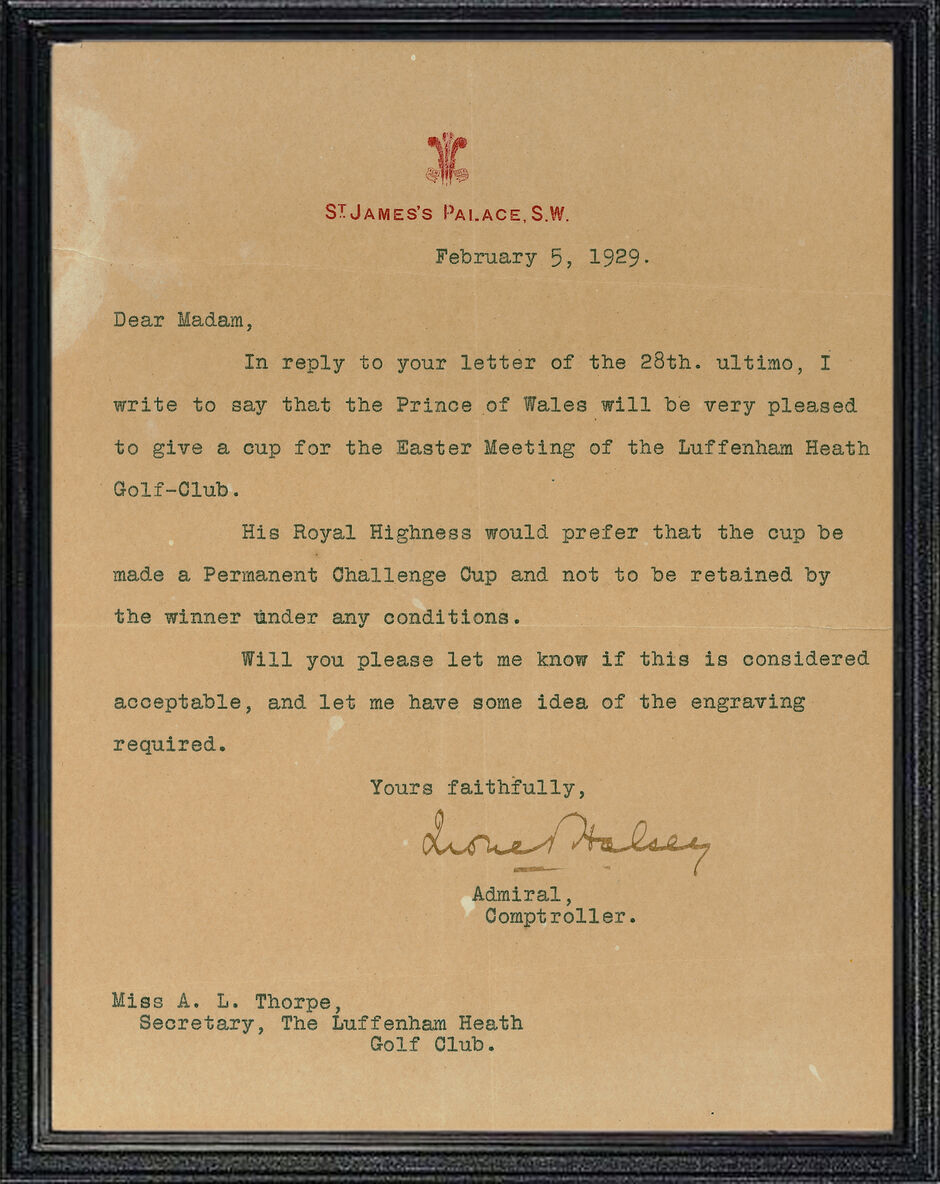 ST. JAMES'S PALACE, S.W.
February 5, 1929.
Dear Madam,
In reply to your letter of the 28th. ultimo, I
write to say that the Prince of Wales will be very pleased
to give a cup for the Easter Meeting of the Luffenham Heath
Golf-Club.
His Royal Highness would prefer that the cup be
made a Permanent Challenge Cup and not to be retained by
the winner under any conditions.
Will you please let me know if this is considered
acceptable, and let me have some idea of the engraving
required.
Yours faithfully,
Lionel Halsey
Admiral,
Comptroller.
Miss A. L. Thorpe,
Secretary, The Luffenham Heath
Golf Club.